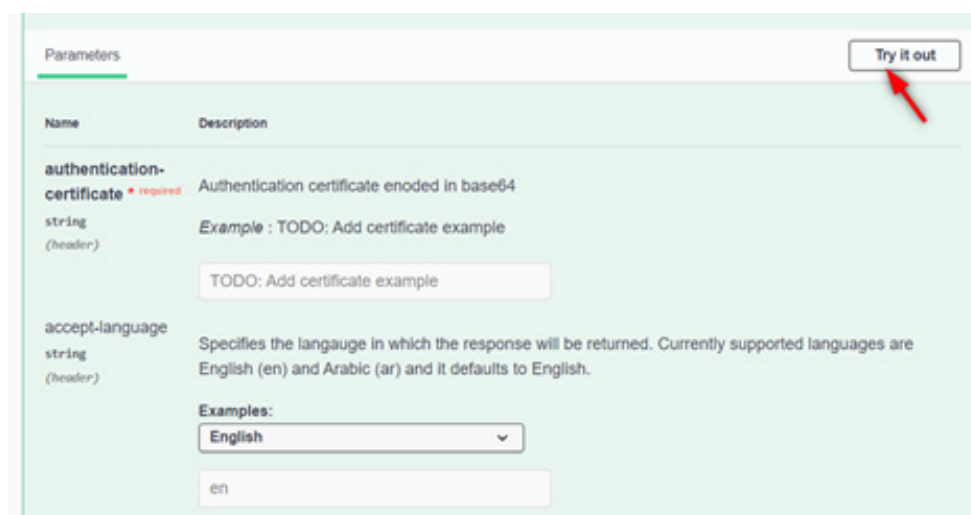 Parameters
Try it out
Name
Description
authentication-
certificate * required
string
(header)
Authentication certificate enoded in base64
Example : TODO: Add certificate example
TODO: Add certificate example
accept-language
string
(header)
Specifies the langauge in which the response will be returned. Currently supported languages are
English (en) and Arabic (ar) and it defaults to English.
Examples:
English
en